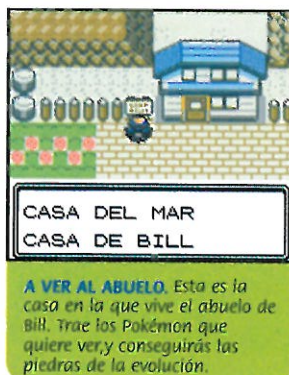 CASA DEL MAR
CASA DE BILL
A VER AL ABUELO. Esta es la
casa en la que vive el abuelo de
Bill. Trae los Pokémon que
quiere ver,y conseguirás las
piedras de la evolución.